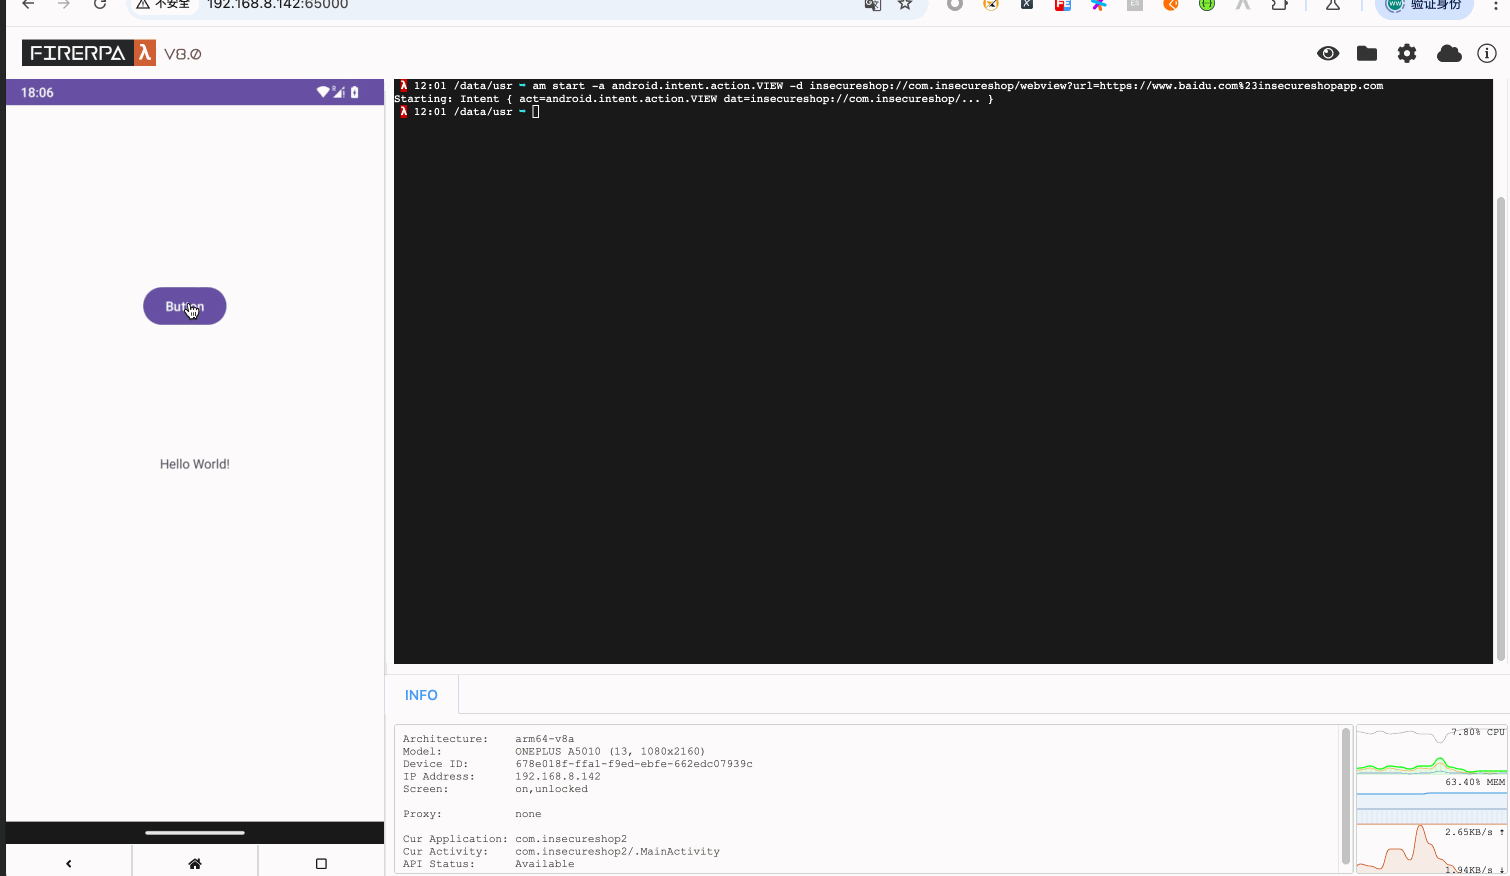 不安全 192.168.8.142:65000 验证身份
FIRERPA λ V8.0
18:06
Button
Hello World!
λ 12:01 /data/usr ➥ am start -a android.intent.action.VIEW -d insecureshop://com.insecureshop/webview?url=https://www.baidu.com%23insecureshopapp.com
Starting: Intent { act=android.intent.action.VIEW dat=insecureshop://com.insecureshop/... }
λ 12:01 /data/usr ➥
INFO
Architecture: arm64-v8a
Model: ONEPLUS A5010 (13, 1080x2160)
Device ID: 678e018f-ffa1-f9ed-ebfe-662edc07939c
IP Address: 192.168.8.142
Screen: on,unlocked
Proxy: none
Cur Application: com.insecureshop2
Cur Activity: com.insecureshop2/.MainActivity
API Status: Available
7.80% CPU
63.40% MEM
2.65KB/s ↑
1.94KB/s ↓